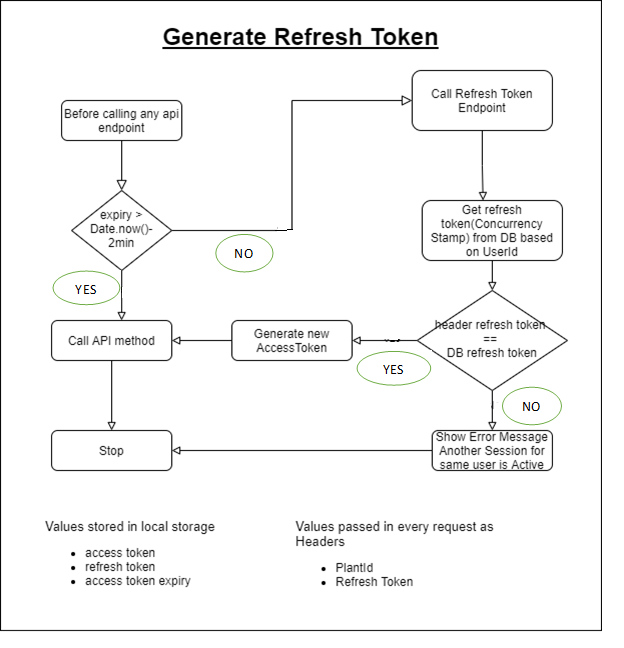 Generate Refresh Token
Before calling any api
endpoint
Call Refresh Token
Endpoint
expiry >
Date.now()-
2min
NO
Get refresh
token(Concurrency
Stamp) from DB based
on UserId
YES
Call API method
Generate new
AccessToken
header refresh token
==
DB refresh token
YES
NO
Stop
Show Error Message
Another Session for
same user is Active
Values stored in local storage
• access token
• refresh token
• access token expiry
Values passed in every request as
Headers
• PlantId
• Refresh Token